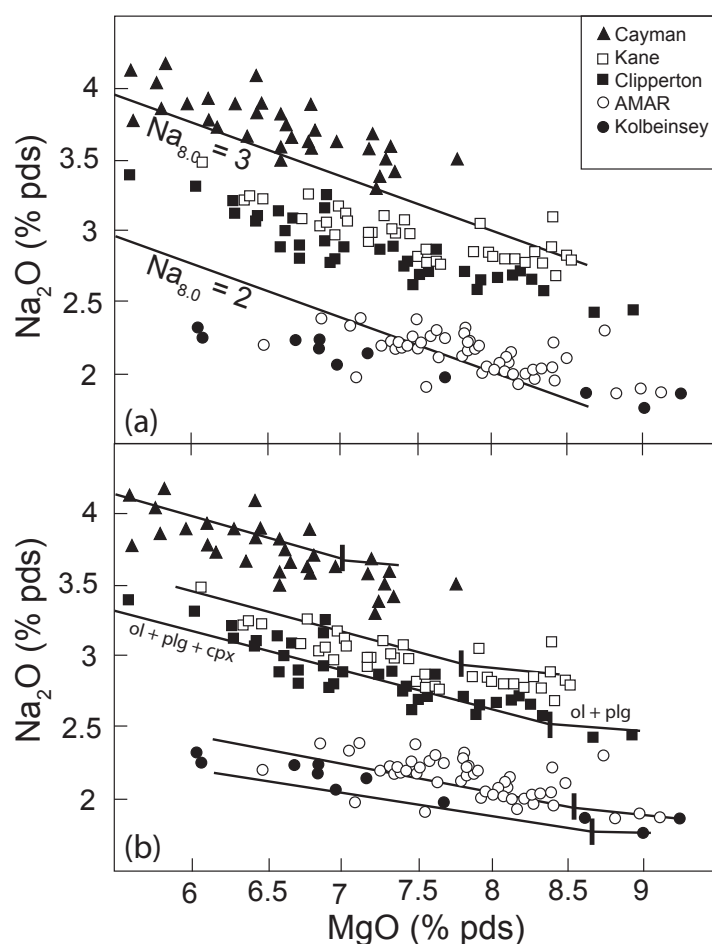 Cayman
Kane
Clipperton
AMAR
Kolbeinsey
4
3.5
3
2.5
2
Na₂O (% pds)
Na₈.₀ = 3
Na₈.₀ = 2
(a)
4
3.5
3
2.5
2
Na₂O (% pds)
ol + plg + cpx
ol + plg
(b)
6 6.5 7 7.5 8 8.5 9
MgO (% pds)